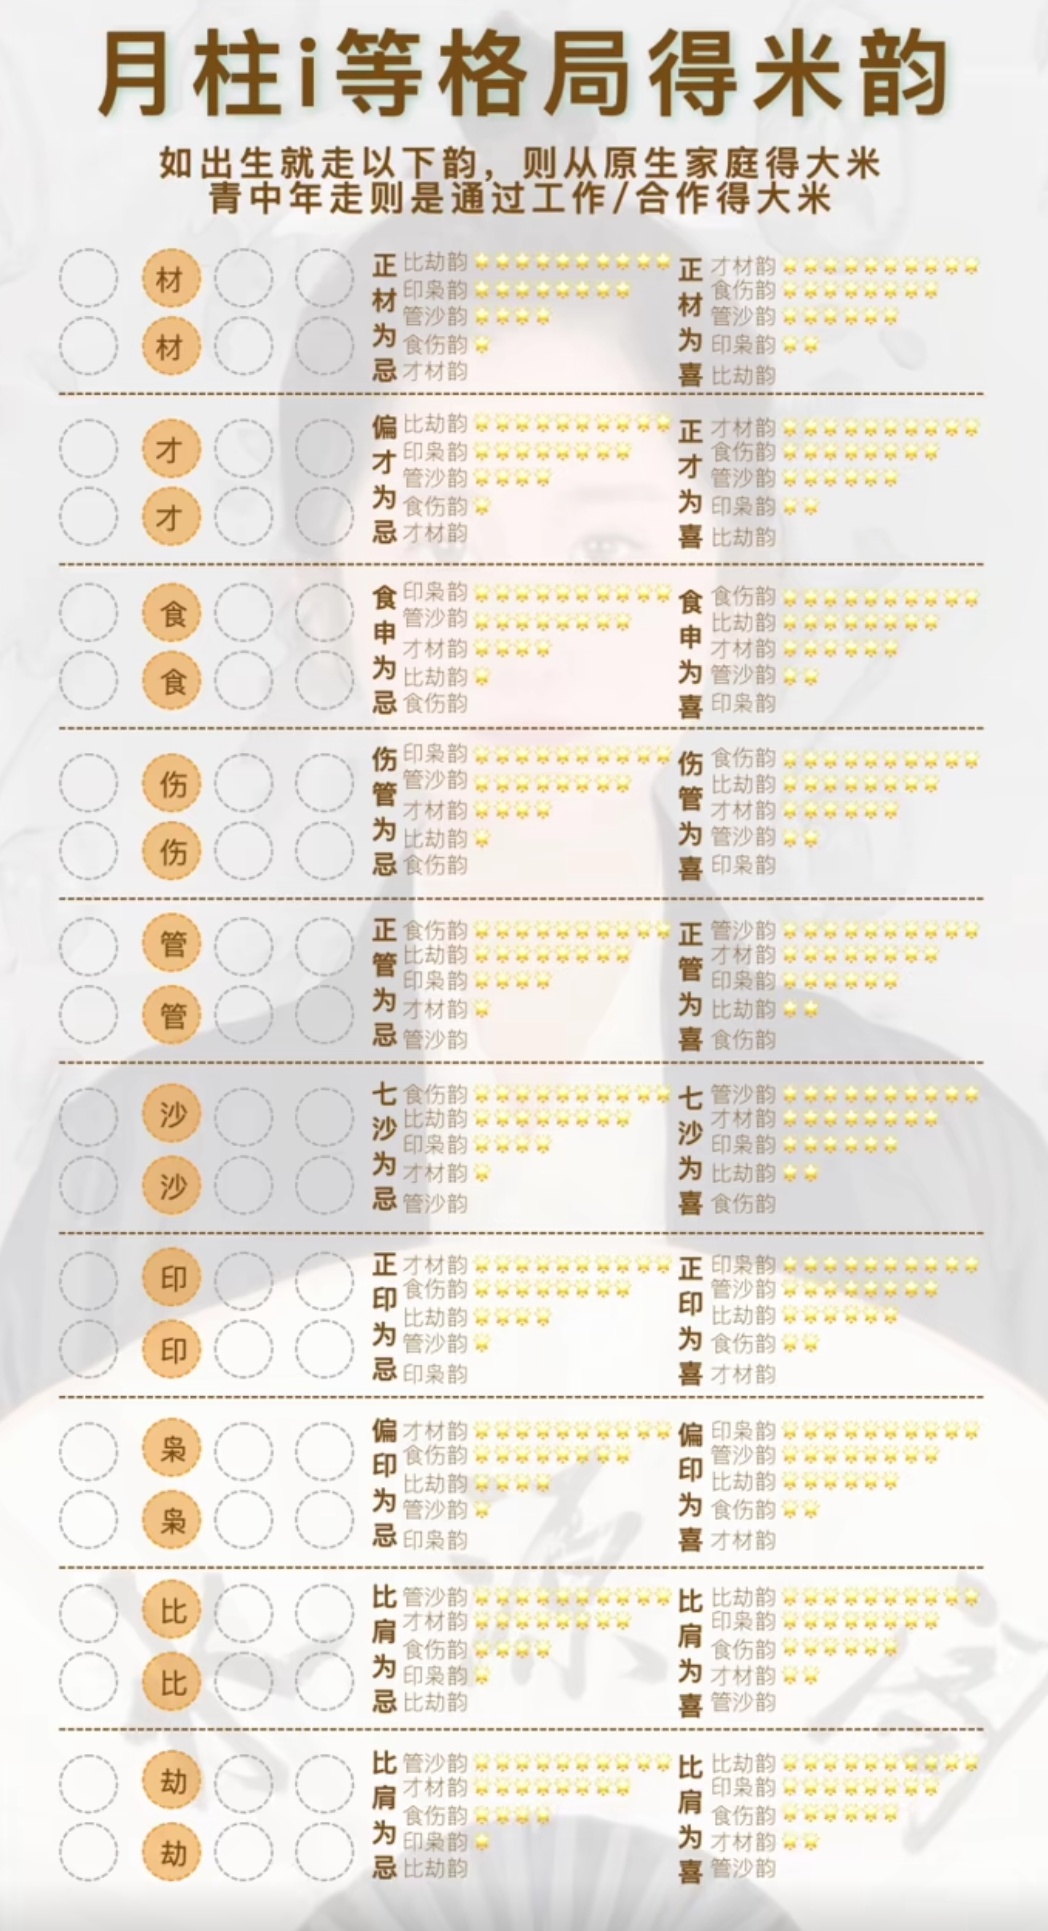 月柱i等格局得米韵
如出生就走以下韵，则从原生家庭得大米
青中年走则是通过工作/合作得大米
材
材
正材为忌
比劫韵
印枭韵
管沙韵
食伤韵
才材韵
正材为喜
才材韵
食伤韵
管沙韵
印枭韵
比劫韵
才
才
偏才为忌
比劫韵
印枭韵
管沙韵
食伤韵
才材韵
正才为喜
才材韵
食伤韵
管沙韵
印枭韵
比劫韵
食
食
食申为忌
印枭韵
管沙韵
才材韵
比劫韵
食伤韵
食申为喜
食伤韵
比劫韵
才材韵
管沙韵
印枭韵
伤
伤
伤管为忌
印枭韵
管沙韵
才材韵
比劫韵
食伤韵
伤管为喜
食伤韵
比劫韵
才材韵
管沙韵
印枭韵
管
管
正管为忌
食伤韵
比劫韵
印枭韵
才材韵
管沙韵
正管为喜
管沙韵
才材韵
印枭韵
比劫韵
食伤韵
沙
沙
七沙为忌
食伤韵
比劫韵
印枭韵
才材韵
管沙韵
七沙为喜
管沙韵
才材韵
印枭韵
比劫韵
食伤韵
印
印
正印为忌
才材韵
食伤韵
比劫韵
管沙韵
印枭韵
正印为喜
印枭韵
管沙韵
比劫韵
食伤韵
才材韵
枭
枭
偏印为忌
才材韵
食伤韵
比劫韵
管沙韵
印枭韵
偏印为喜
印枭韵
管沙韵
比劫韵
食伤韵
才材韵
比
比
比肩为忌
管沙韵
才材韵
食伤韵
印枭韵
比劫韵
比肩为喜
比劫韵
印枭韵
食伤韵
才材韵
管沙韵
劫
劫
比肩为忌
管沙韵
才材韵
食伤韵
印枭韵
比劫韵
比肩为喜
比劫韵
印枭韵
食伤韵
才材韵
管沙韵